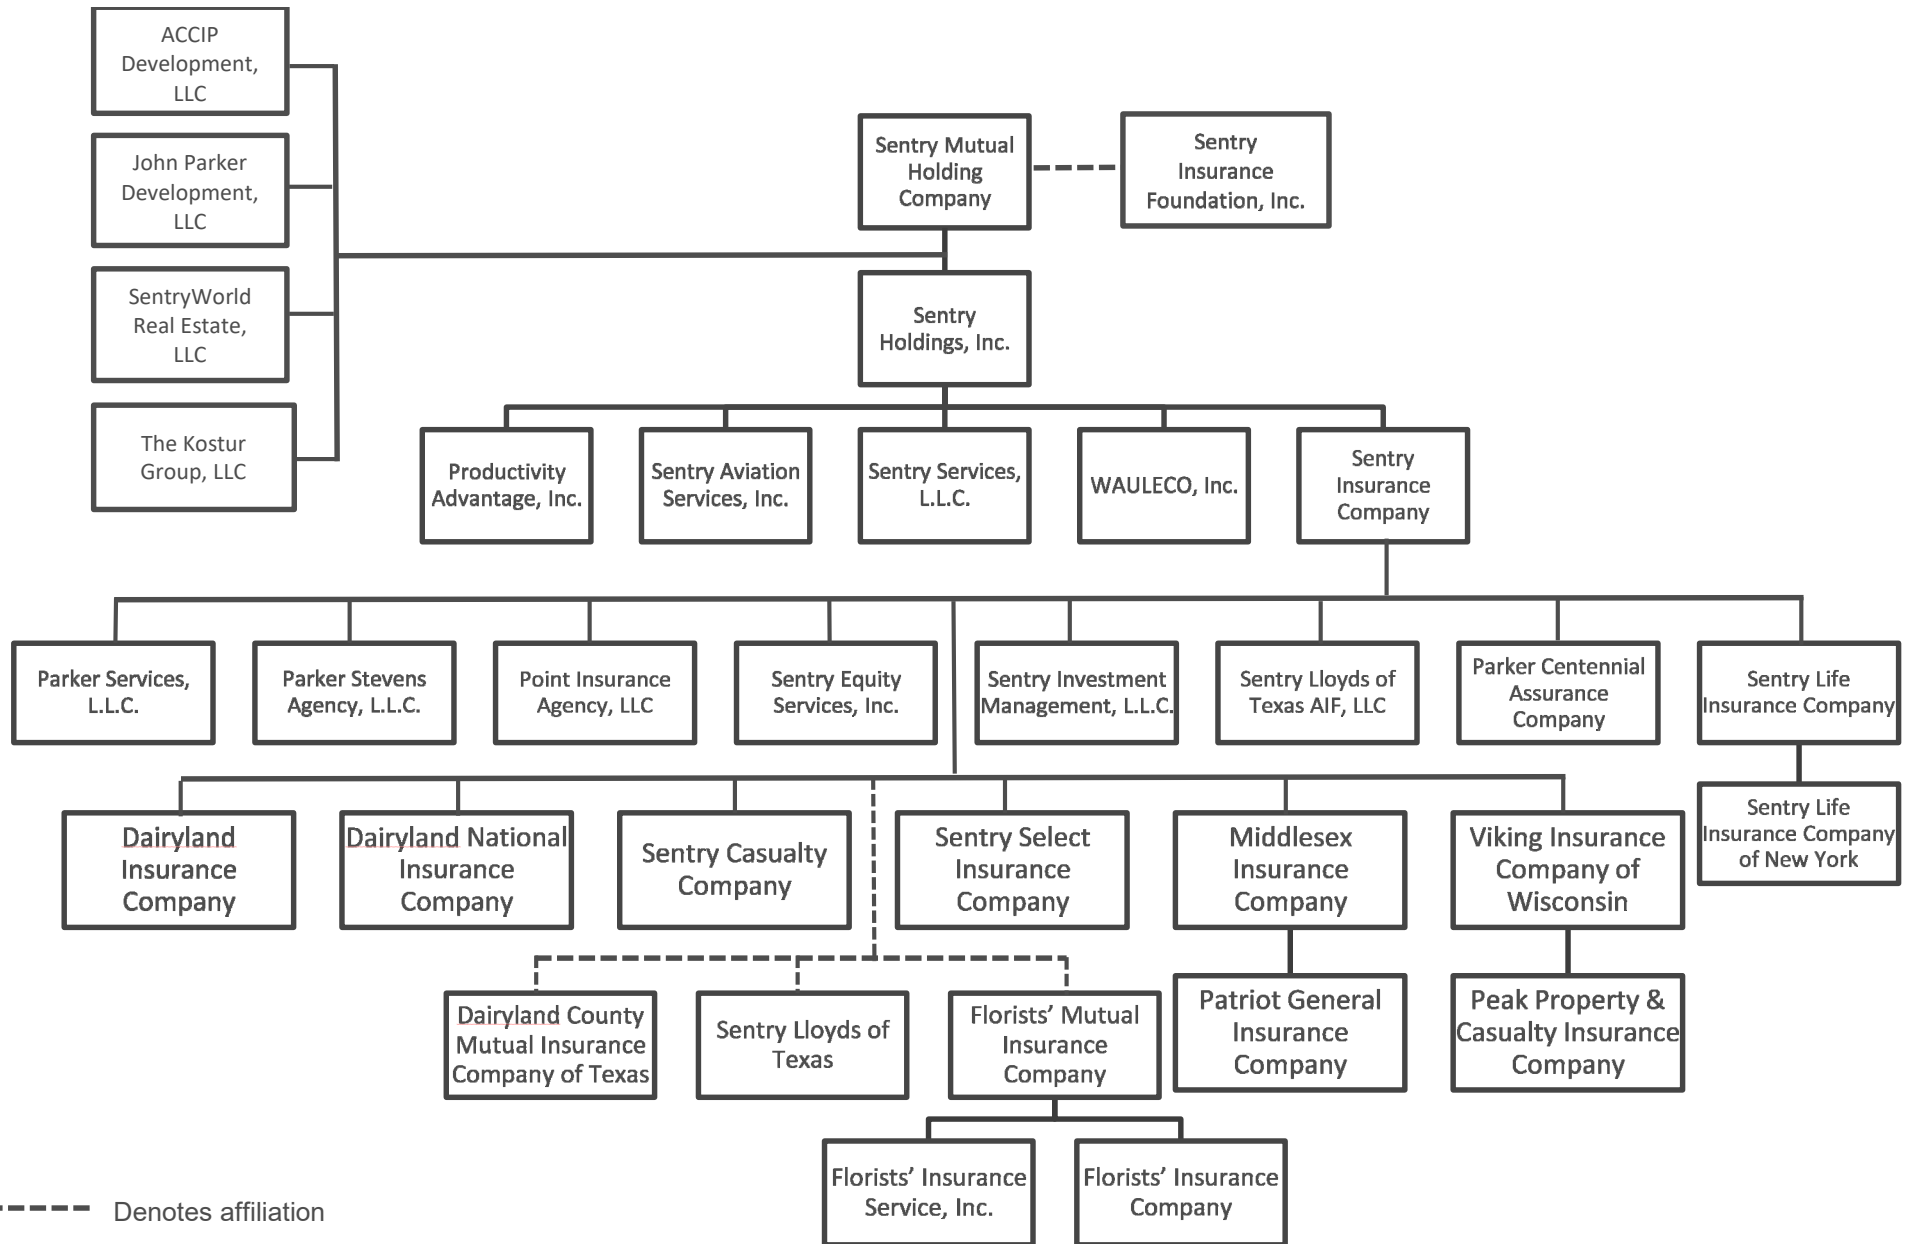 ACCIP
Development,
LLC
John Parker
Development,
LLC
SentryWorld
Real Estate,
LLC
The Kostur
Group, LLC
Sentry Mutual
Holding
Company
Sentry
Insurance
Foundation, Inc.
Sentry
Holdings, Inc.
Productivity
Advantage, Inc.
Sentry Aviation
Services, Inc.
Sentry Services,
L.L.C.
WAULECO, Inc.
Sentry
Insurance
Company
Parker Services,
L.L.C.
Parker Stevens
Agency, L.L.C.
Point Insurance
Agency, LLC
Sentry Equity
Services, Inc.
Sentry Investment
Management, L.L.C.
Sentry Lloyds of
Texas AIF, LLC
Parker Centennial
Assurance
Company
Sentry Life
Insurance Company
Sentry Life
Insurance Company
of New York
Dairyland
Insurance
Company
Dairyland National
Insurance
Company
Sentry Casualty
Company
Sentry Select
Insurance
Company
Middlesex
Insurance
Company
Viking Insurance
Company of
Wisconsin
Dairyland County
Mutual Insurance
Company of Texas
Sentry Lloyds of
Texas
Florists’ Mutual
Insurance
Company
Patriot General
Insurance
Company
Peak Property &
Casualty Insurance
Company
Florists’ Insurance
Service, Inc.
Florists’ Insurance
Company
Denotes affiliation